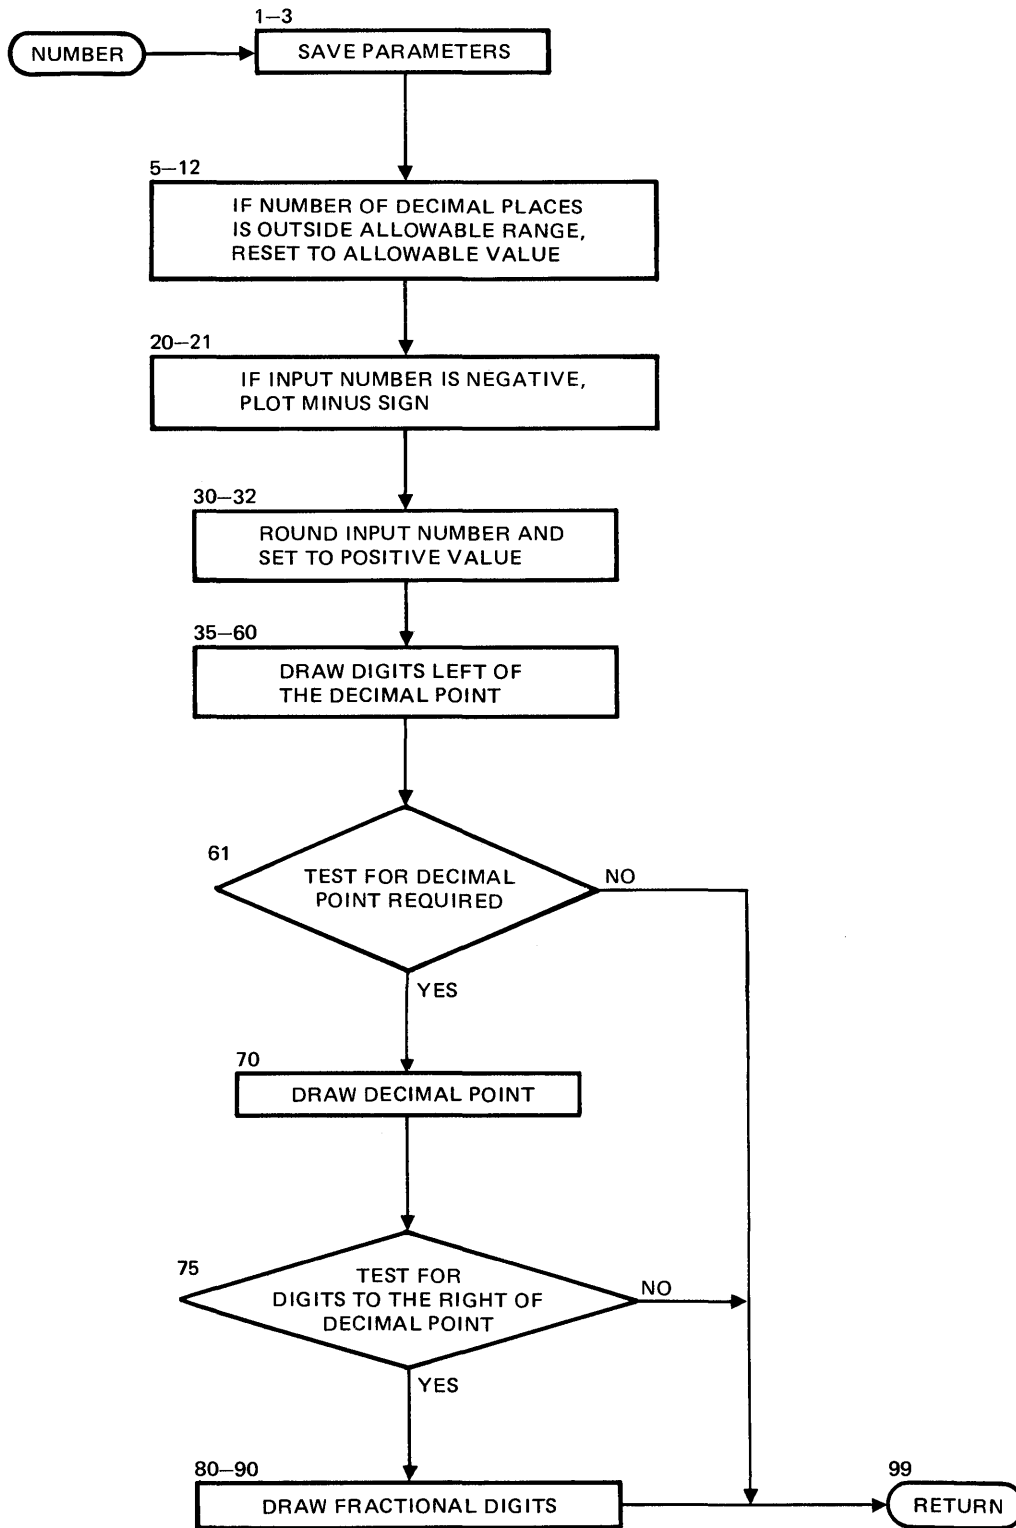 1–3
NUMBER
SAVE PARAMETERS
5–12
IF NUMBER OF DECIMAL PLACES
IS OUTSIDE ALLOWABLE RANGE,
RESET TO ALLOWABLE VALUE
20–21
IF INPUT NUMBER IS NEGATIVE,
PLOT MINUS SIGN
30–32
ROUND INPUT NUMBER AND
SET TO POSITIVE VALUE
35–60
DRAW DIGITS LEFT OF
THE DECIMAL POINT
61
TEST FOR DECIMAL
POINT REQUIRED
NO
YES
70
DRAW DECIMAL POINT
75
TEST FOR
DIGITS TO THE RIGHT OF
DECIMAL POINT
NO
YES
80–90
DRAW FRACTIONAL DIGITS
99
RETURN